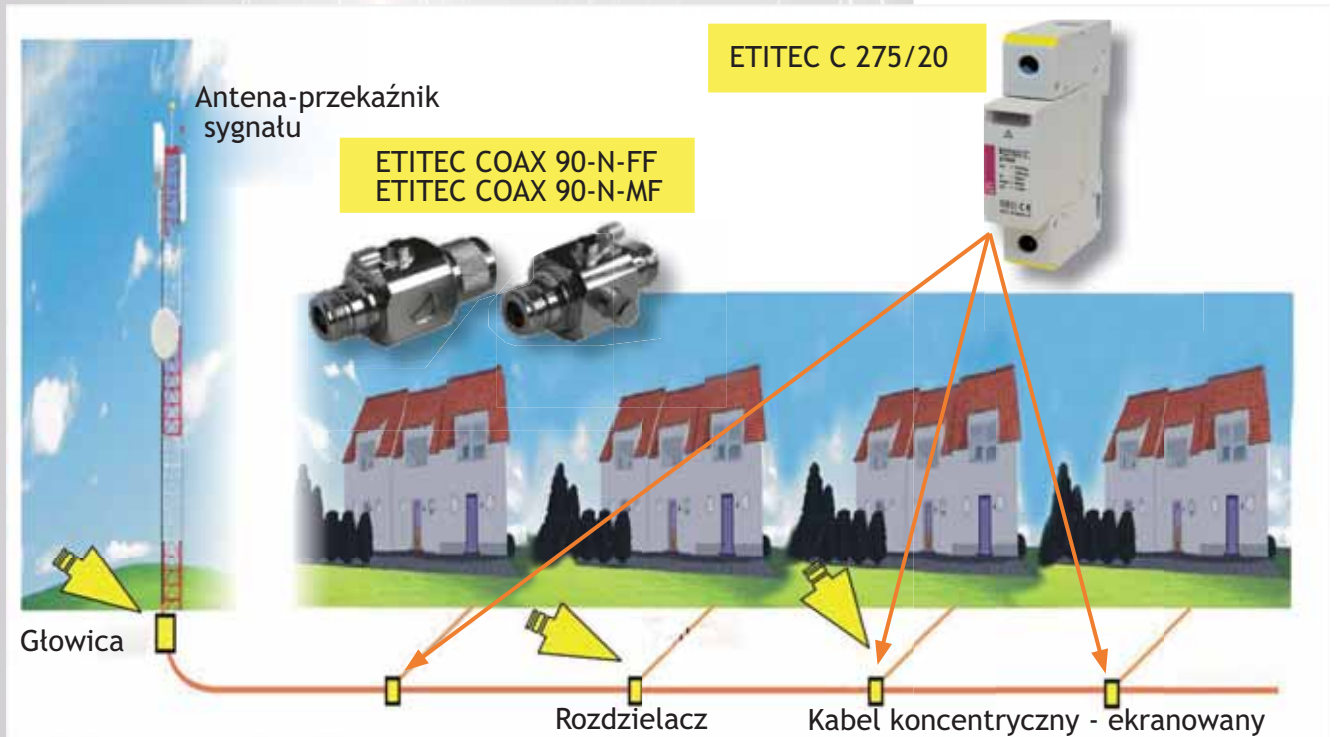 ETITEC C 275/20
Antena-przekaźnik
sygnału
ETITEC COAX 90-N-FF
ETITEC COAX 90-N-MF
Głowica
Rozdzielacz
Kabel koncentryczny - ekranowany